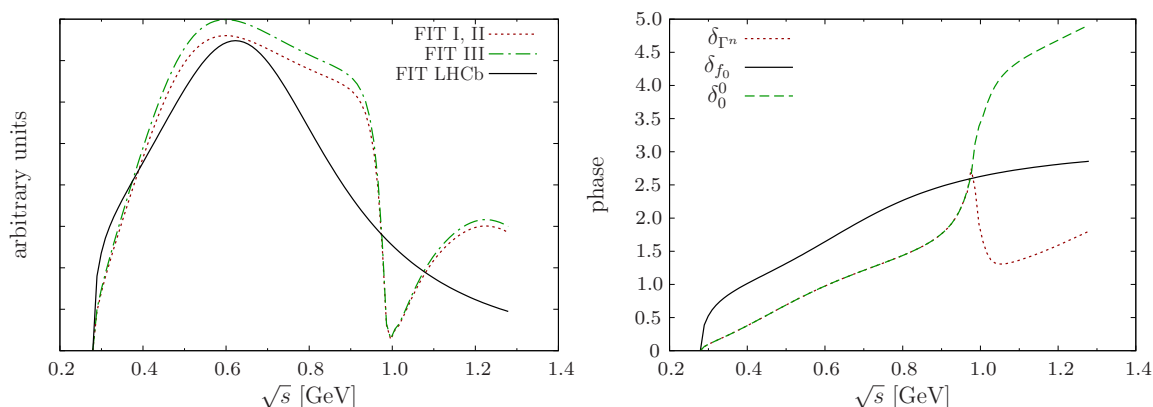 FIT I, II
FIT III
FIT LHCb
arbitrary units
0.2 0.4 0.6 0.8 1.0 1.2 1.4
√s [GeV]
5.0
4.5
4.0
3.5
3.0
2.5
2.0
1.5
1.0
0.5
0
δ_Γⁿ
δ_f₀
δ⁰₀
phase
0.2 0.4 0.6 0.8 1.0 1.2 1.4
√s [GeV]